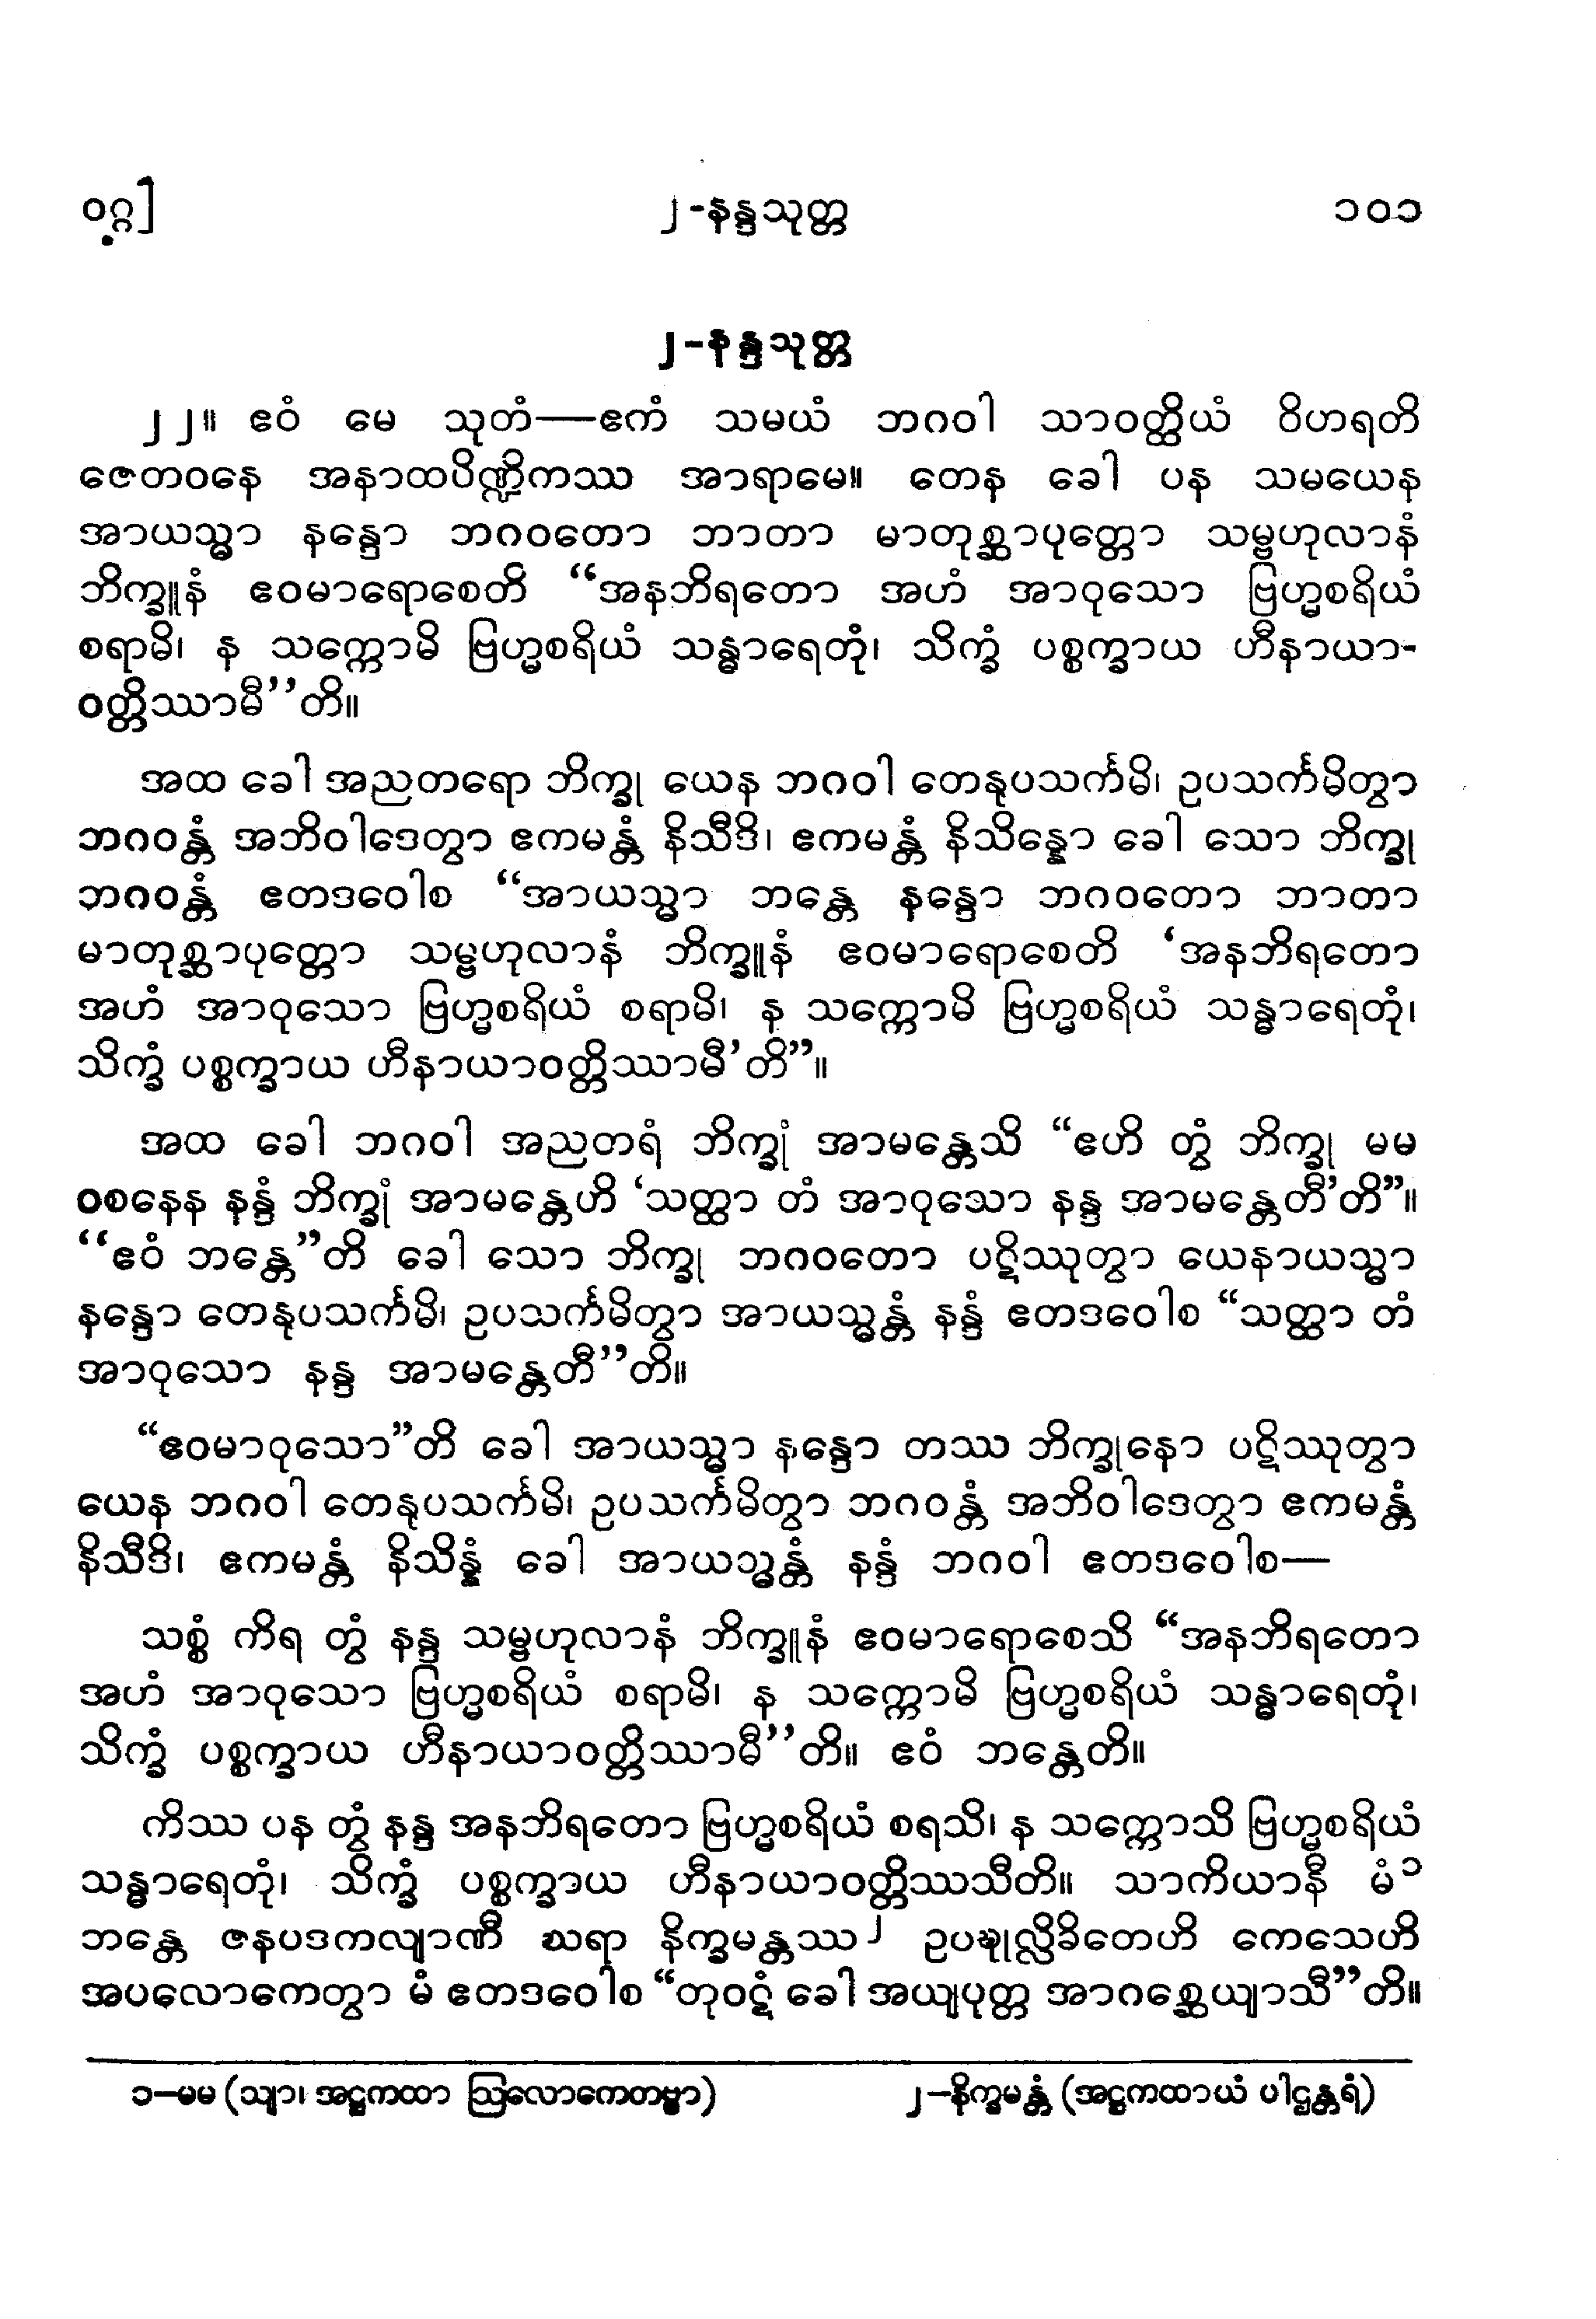 ဝဂ္ဂ]
၂-နန္ဒသုတ္တ
၁၀၁
၂-နန္ဒသုတ္တ
၂၂။ ဧဝံ မေ သုတံ—ဧကံ သမယံ ဘဂဝါ သာဝတ္ထိယံ ဝိဟရတိ
ဇေတဝနေ အနာထပိဏ္ဍိကဿ အာရာမေ။ တေန ခေါ ပန သမယေန
အာယသ္မာ နန္ဒော ဘဂဝတော ဘာတာ မာတုစ္ဆာပုတ္တော သမ္ဗဟုလာနံ
ဘိက္ခူနံ ဧဝမာရောစေတိ “အနဘိရတော အဟံ အာဝုသော ဗြဟ္မစရိယံ
စရာမိ၊ န သက္ကောမိ ဗြဟ္မစရိယံ သန္ဓာရေတုံ၊ သိက္ခံ ပစ္စက္ခာယ ဟီနာယာ-
ဝတ္တိဿာမီ’’တိ။
အထ ခေါ အညတရော ဘိက္ခု ယေန ဘဂဝါ တေနုပသင်္ကမိ၊ ဥပသင်္ကမိတွာ
ဘဂဝန္တံ အဘိဝါဒေတွာ ဧကမန္တံ နိသီဒိ၊ ဧကမန္တံ နိသိန္နော ခေါ သော ဘိက္ခု
ဘဂဝန္တံ ဧတဒဝေါစ “အာယသ္မာ ဘန္တေ နန္ဒော ဘဂဝတော ဘာတာ
မာတုစ္ဆာပုတ္တော သမ္ဗဟုလာနံ ဘိက္ခူနံ ဧဝမာရောစေတိ ‘အနဘိရတော
အဟံ အာဝုသော ဗြဟ္မစရိယံ စရာမိ၊ န သက္ကောမိ ဗြဟ္မစရိယံ သန္ဓာရေတုံ၊
သိက္ခံ ပစ္စက္ခာယ ဟီနာယာဝတ္တိဿာမီ’တိ”။
အထ ခေါ ဘဂဝါ အညတရံ ဘိက္ခုံ အာမန္တေသိ “ဧဟိ တွံ ဘိက္ခု မမ
ဝစနေန နန္ဒံ ဘိက္ခုံ အာမန္တေဟိ ‘သတ္ထာ တံ အာဝုသော နန္ဒ အာမန္တေတီ’တိ”။
‘‘ဧဝံ ဘန္တေ”တိ ခေါ သော ဘိက္ခု ဘဂဝတော ပဋိဿုတွာ ယေနာယသ္မာ
နန္ဒော တေနုပသင်္ကမိ၊ ဥပသင်္ကမိတွာ အာယသ္မန္တံ နန္ဒံ ဧတဒဝေါစ “သတ္ထာ တံ
အာဝုသော နန္ဒ အာမန္တေတီ’’တိ။
“ဧဝမာဝုသော”တိ ခေါ အာယသ္မာ နန္ဒော တဿ ဘိက္ခုနော ပဋိဿုတွာ
ယေန ဘဂဝါ တေနုပသင်္ကမိ၊ ဥပသင်္ကမိတွာ ဘဂဝန္တံ အဘိဝါဒေတွာ ဧကမန္တံ
နိသီဒိ၊ ဧကမန္တံ နိသိန္နံ ခေါ အာယသ္မန္တံ နန္ဒံ ဘဂဝါ ဧတဒဝေါစ—
သစ္စံ ကိရ တွံ နန္ဒ သမ္ဗဟုလာနံ ဘိက္ခူနံ ဧဝမာရောစေသိ “အနဘိရတော
အဟံ အာဝုသော ဗြဟ္မစရိယံ စရာမိ၊ န သက္ကောမိ ဗြဟ္မစရိယံ သန္ဓာရေတုံ၊
သိက္ခံ ပစ္စက္ခာယ ဟီနာယာဝတ္တိဿာမီ’’တိ။ ဧဝံ ဘန္တေတိ။
ကိဿ ပန တွံ နန္ဒ အနဘိရတော ဗြဟ္မစရိယံ စရသိ၊ န သက္ကောသိ ဗြဟ္မစရိယံ
သန္ဓာရေတုံ၊ သိက္ခံ ပစ္စက္ခာယ ဟီနာယာဝတ္တိဿသီတိ။ သာကိယာနီ မံ၁
ဘန္တေ ဇနပဒကလျာဏီ ဃရာ နိက္ခမန္တဿ၂ ဥပဍ္ဎုလ္လိခိတေဟိ ကေသေဟိ
အပလောကေတွာ မံ ဧတဒဝေါစ “တုဝဋံ ခေါ အယျပုတ္တ အာဂစ္ဆေယျာသီ”တိ။
၁–မမ (သျာ၊ အဋ္ဌကထာ ဩလောကေတဗ္ဗာ)
၂–နိက္ခမန္တံ (အဋ္ဌကထာယံ ပါဌန္တရံ)